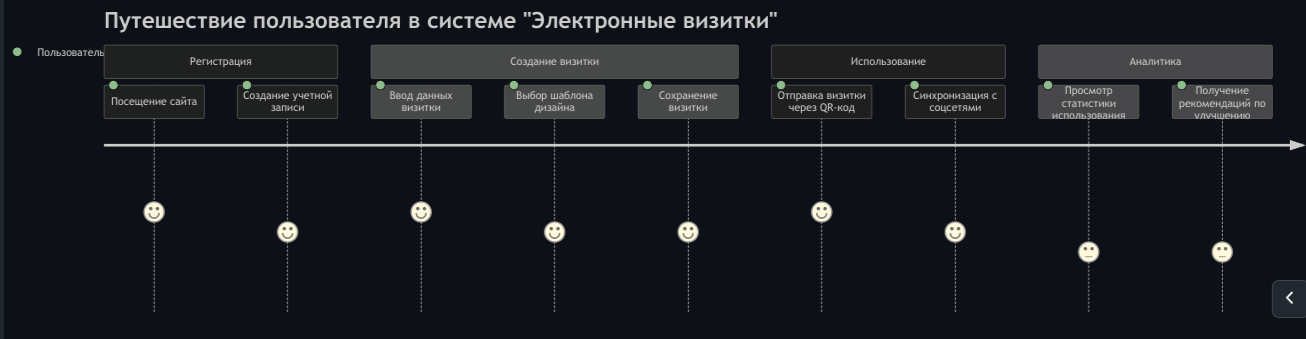 Путешествие пользователя в системе "Электронные визитки"
Пользователь
Регистрация
Создание визитки
Использование
Аналитика
Посещение сайта
Создание учетной
записи
Ввод данных
визитки
Выбор шаблона
дизайна
Сохранение
визитки
Отправка визитки
через QR-код
Синхронизация с
соцсетями
Просмотр
статистики
использования
Получение
рекомендаций по
улучшению